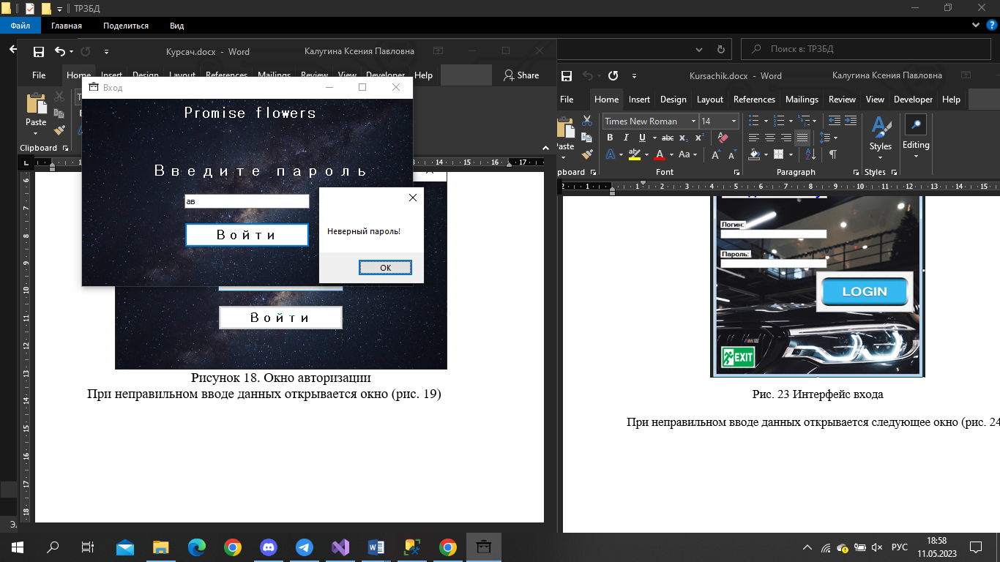 ТРЗБД
Файл
Главная
Поделиться
Вид
Поиск в: ТРЗБД
Курсач.docx - Word
Калугина Ксения Павловна
File
Home
Insert
Design
Layout
References
Mailings
Review
View
Developer
Help
Share
Paste
Clipboard
Вход
Promise flowers
Введите пароль
ав
Войти
Неверный пароль!
OK
Войти
Рисунок 18. Окно авторизации
При неправильном вводе данных открывается окно (рис. 19)
Kursachik.docx - Word
Калугина Ксения Павловна
File
Home
Insert
Design
Layout
References
Mailings
Review
View
Developer
Help
Times New Roman
14
Styles
Editing
Font
Paragraph
Styles
Логин:
Пароль:
LOGIN
EXIT
Рис. 23 Интерфейс входа
При неправильном вводе данных открывается следующее окно (рис. 24
РУС
18:58
11.05.2023